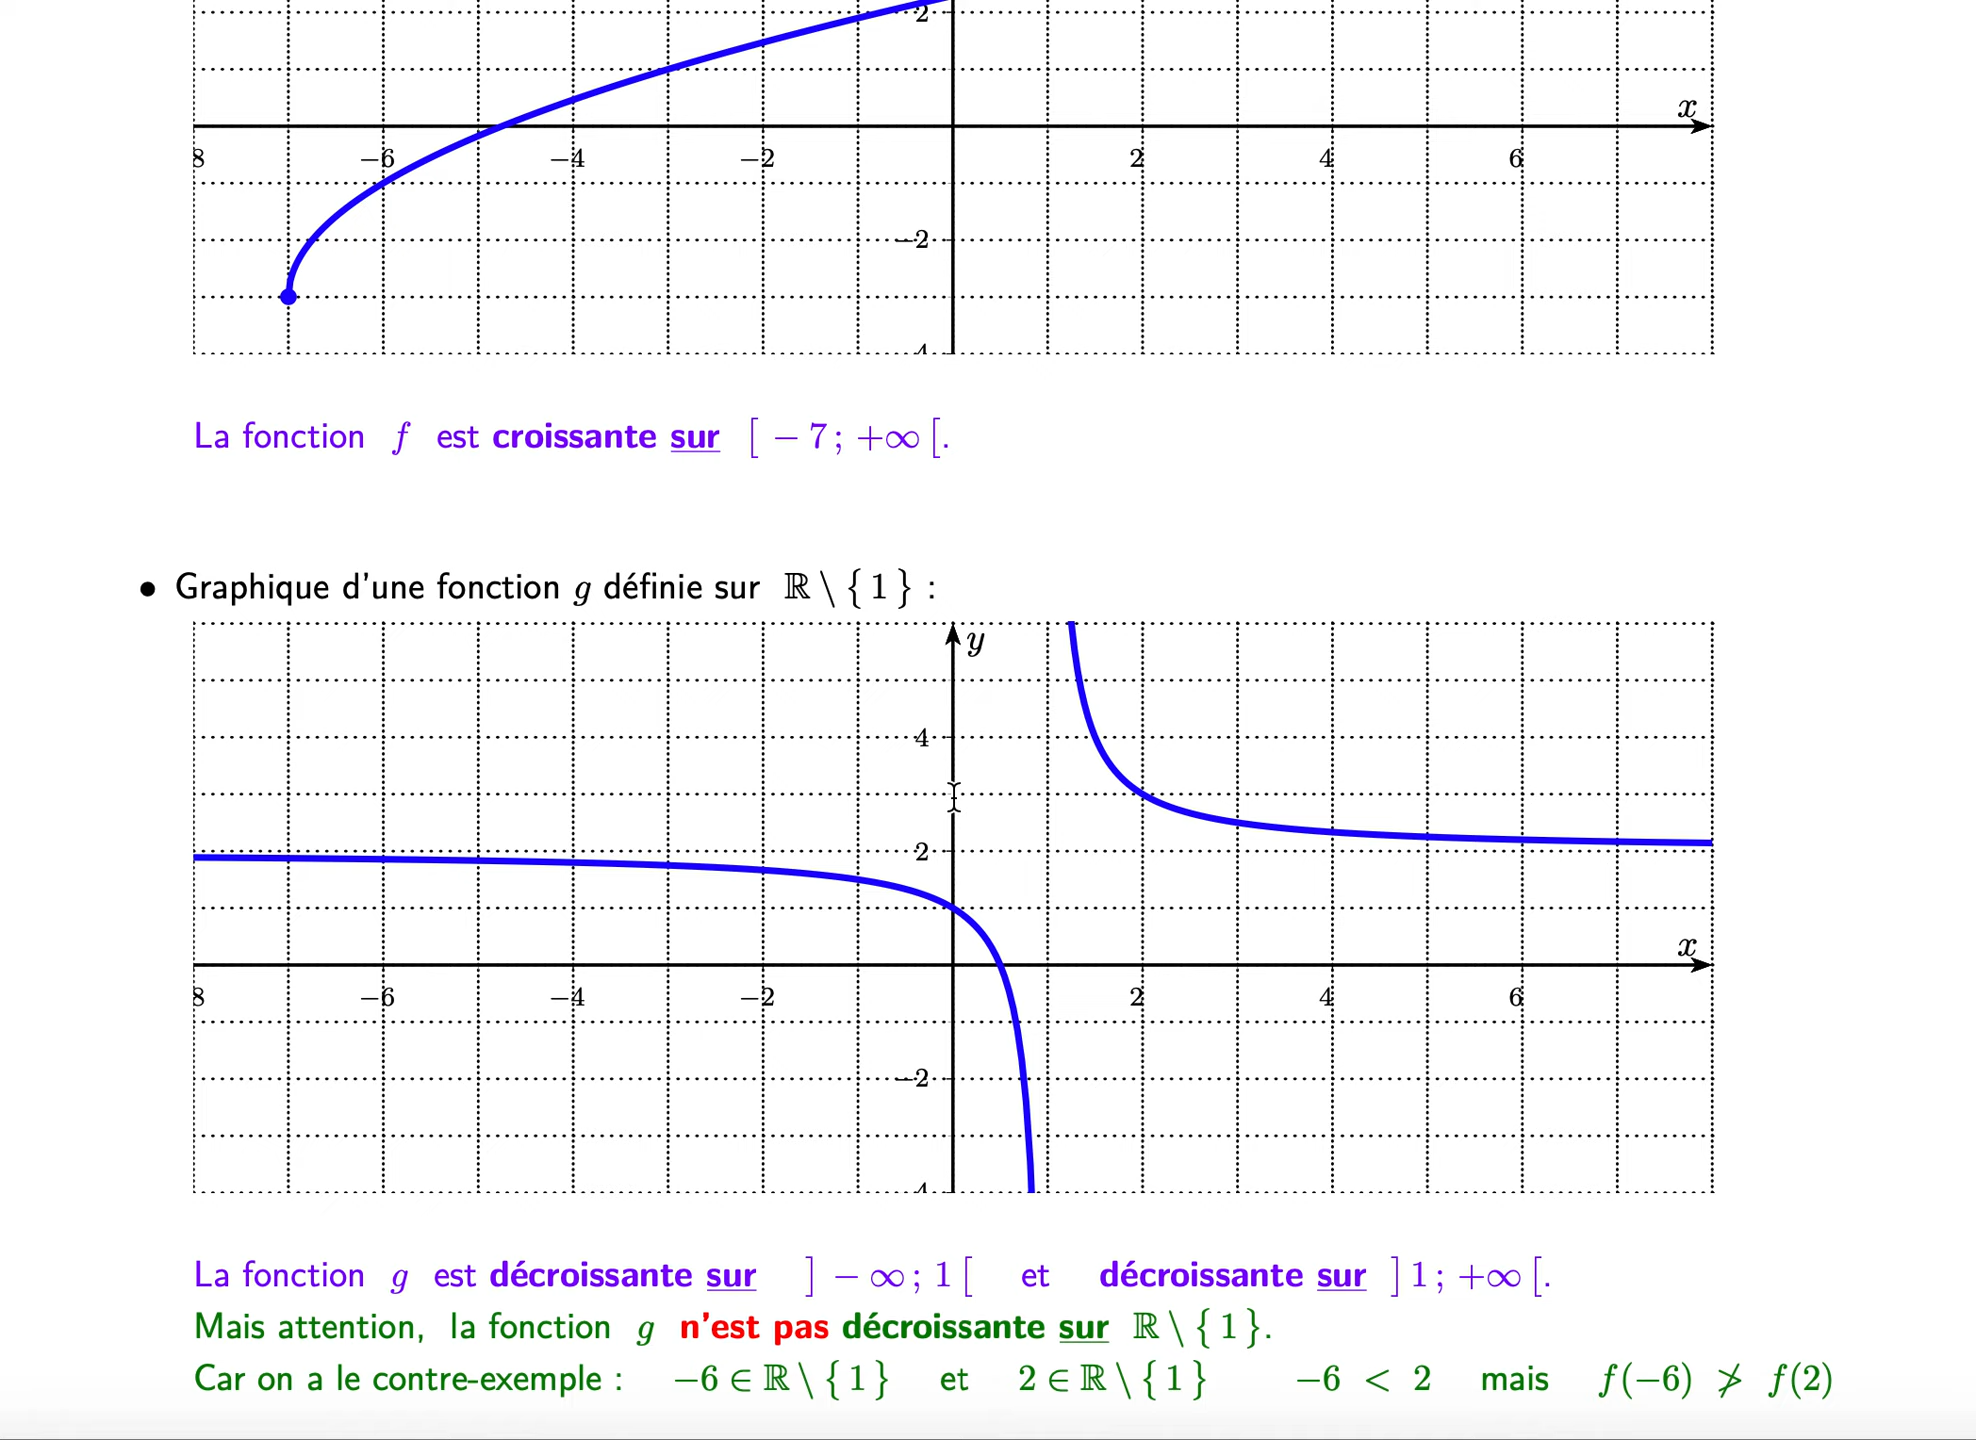 2
x
8 −6 −4 −2 2 4 6
−2
La fonction f est croissante sur [ − 7 ; +∞ [.
• Graphique d'une fonction g définie sur ℝ \ { 1 } :
y
4
2
x
8 −6 −4 −2 2 4 6
−2
La fonction g est décroissante sur ] − ∞ ; 1 [ et décroissante sur ] 1 ; +∞ [.
Mais attention, la fonction g n'est pas décroissante sur ℝ \ { 1 }.
Car on a le contre-exemple : −6 ∈ ℝ \ { 1 } et 2 ∈ ℝ \ { 1 } −6 < 2 mais f(−6) ≯ f(2)